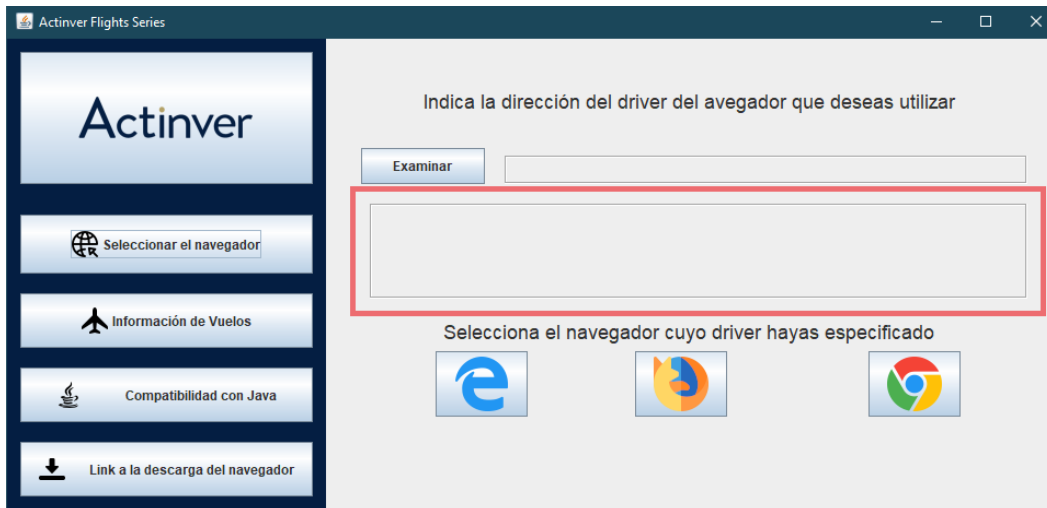 Actinver Flights Series
Actinver
Seleccionar el navegador
Información de Vuelos
Compatibilidad con Java
Link a la descarga del navegador
Indica la dirección del driver del avegador que deseas utilizar
Examinar
Selecciona el navegador cuyo driver hayas especificado